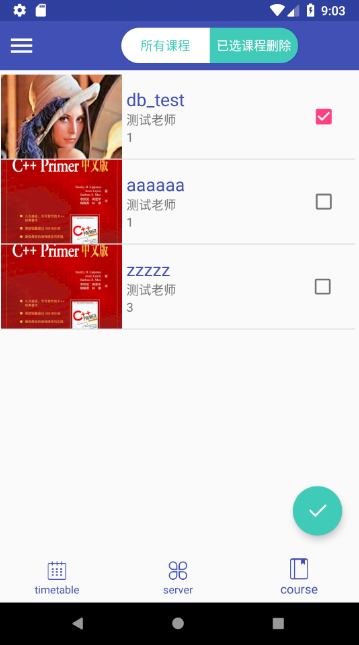 9:03
所有课程
已选课程删除
db_test
测试老师
1
C++ Primer 中文版
aaaaaa
测试老师
1
C++ Primer 中文版
zzzzz
测试老师
3
timetable
server
course